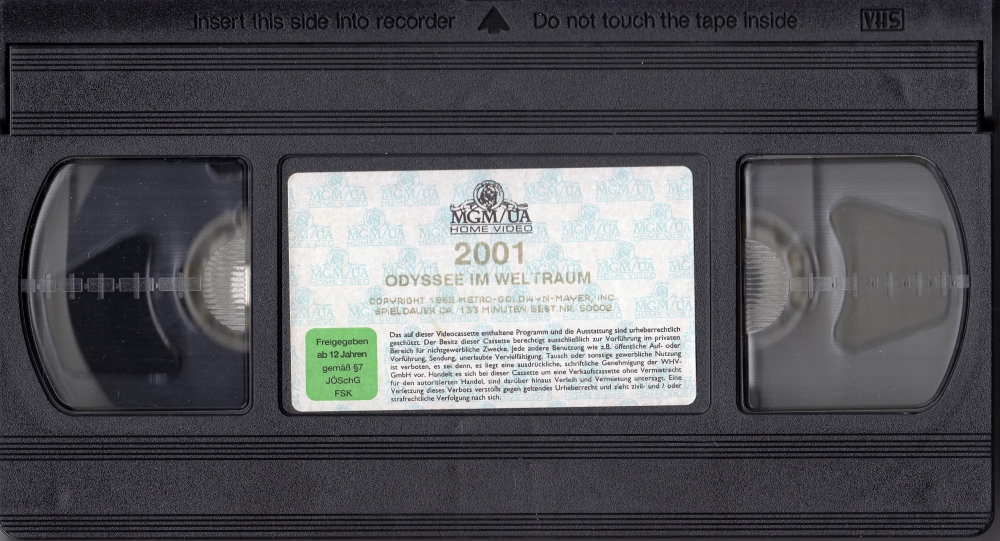 Insert this side into recorder
Do not touch the tape inside
VHS
MGM/UA
HOME VIDEO
2001
ODYSSEE IM WELTRAUM
COPYRIGHT 1968 METRO-GOLDWYN-MAYER, INC.
SPIELDAUER CA. 133 MINUTEN/BEST.NR. 50002
Freigegeben
ab 12 Jahren
gemäß §7
JÖSchG
FSK
Das auf dieser Videocassette enthaltene Programm und die Ausstattung sind urheberrechtlich
geschützt. Der Besitz dieser Cassette berechtigt ausschließlich zur Vorführung im privaten
Bereich für nichtgewerbliche Zwecke. Jede andere Benutzung wie z.B. öffentliche Auf- oder
Vorführung, Sendung, unerlaubte Vervielfältigung, Tausch oder sonstige gewerbliche Nutzung
ist verboten, es sei denn, es liegt eine ausdrückliche, schriftliche Genehmigung der WHV-
GmbH vor. Handelt es sich bei dieser Cassette um eine Verkaufscassette ohne Vermietrecht
für den autorisierten Handel, sind darüber hinaus Verleih und Vermietung untersagt. Eine
Verletzung dieses Verbots verstößt gegen geltendes Urheberrecht und zieht zivil- und / oder
strafrechtliche Verfolgung nach sich.